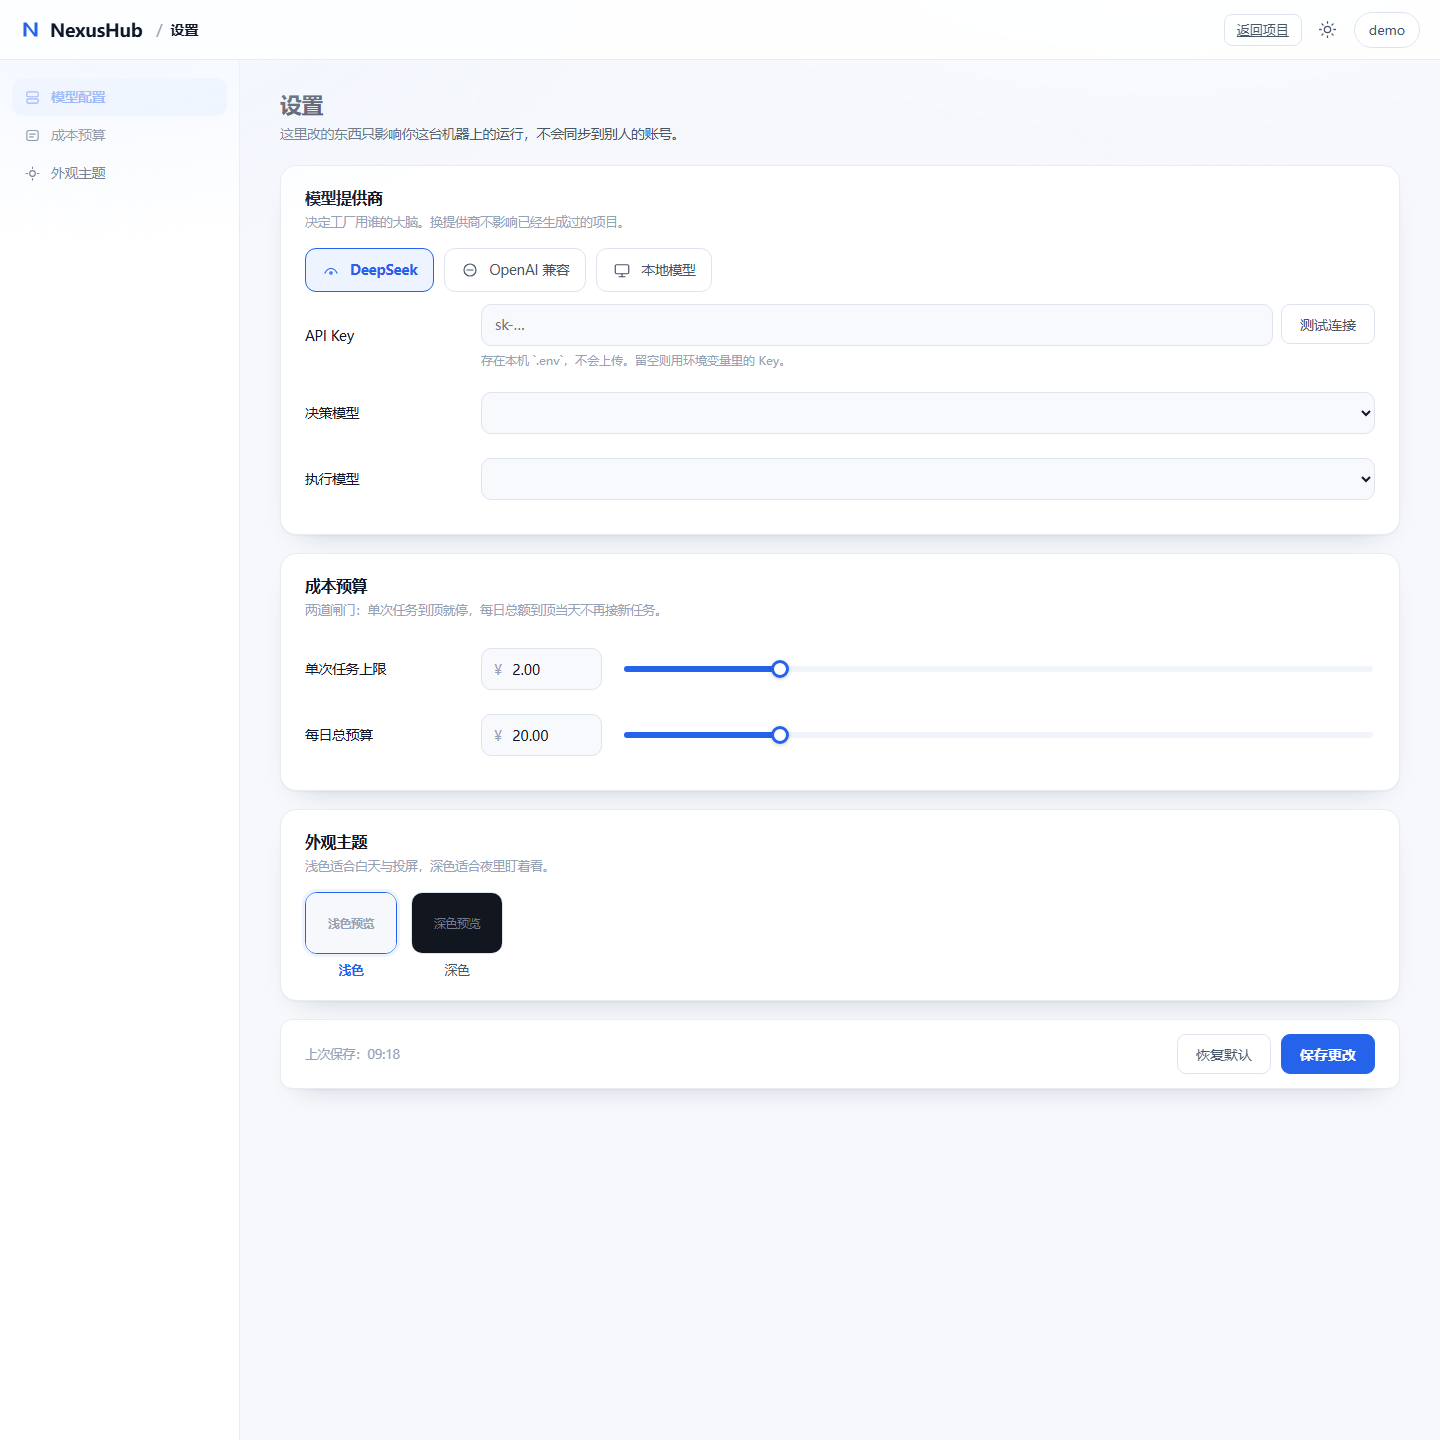 NexusHub / 设置
返回项目
demo
模型配置
成本预算
外观主题
设置
这里改的东西只影响你这台机器上的运行，不会同步到别人的账号。
模型提供商
决定工厂用谁的大脑。换提供商不影响已经生成过的项目。
DeepSeek
OpenAI 兼容
本地模型
API Key
sk-...
测试连接
存在本机 `.env`，不会上传。留空则用环境变量里的 Key。
决策模型
执行模型
成本预算
两道闸门：单次任务到顶就停，每日总额到顶当天不再接新任务。
单次任务上限
¥ 2.00
每日总预算
¥ 20.00
外观主题
浅色适合白天与投屏，深色适合夜里盯着看。
浅色预览
深色预览
浅色
深色
上次保存：09:18
恢复默认
保存更改